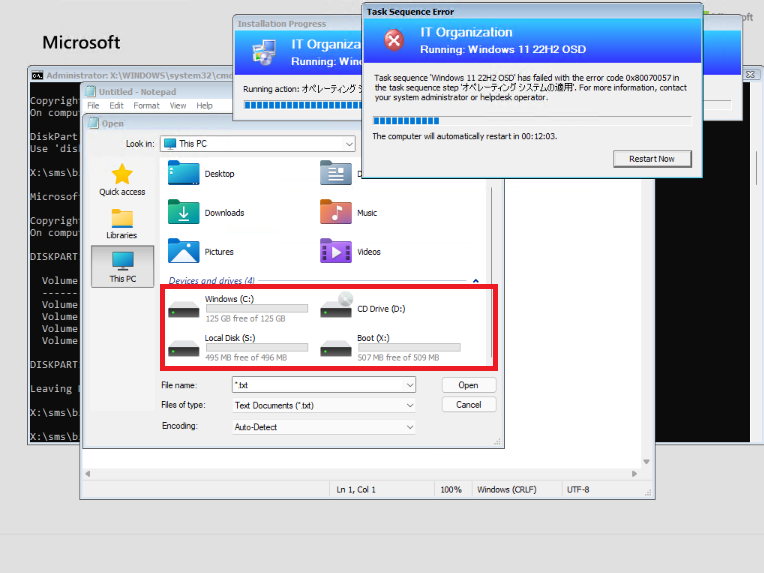 Microsoft
Installation Progress
IT Organiza
Running: Win
Running action: オペレーティング シ
Task Sequence Error
IT Organization
Running: Windows 11 22H2 OSD
Task sequence 'Windows 11 22H2 OSD' has failed with the error code 0x80070057 in
the task sequence step 'オペレーティング システムの適用'. For more information, contact
your system administrator or helpdesk operator.
The computer will automatically restart in 00:12:03.
Restart Now
Administrator: X:\WINDOWS\system32\cmd
Copyrigh
On comput
DiskPart
Use 'dis
X:\sms\b
Microsof
Copyrigh
On comput
DISKPART
Volume
Volume
Volume
Volume
Volume
DISKPART
Leaving
X:\sms\b
X:\sms\b
Untitled - Notepad
File Edit Format View Help
Open
Look in: This PC
Quick access
Libraries
This PC
Desktop
D
Downloads
Music
Pictures
Videos
Devices and drives (4)
Windows (C:)
125 GB free of 125 GB
CD Drive (D:)
Local Disk (S:)
495 MB free of 496 MB
Boot (X:)
507 MB free of 509 MB
File name: *.txt
Open
Files of type: Text Documents (*.txt)
Cancel
Encoding: Auto-Detect
Ln 1, Col 1 100% Windows (CRLF) UTF-8